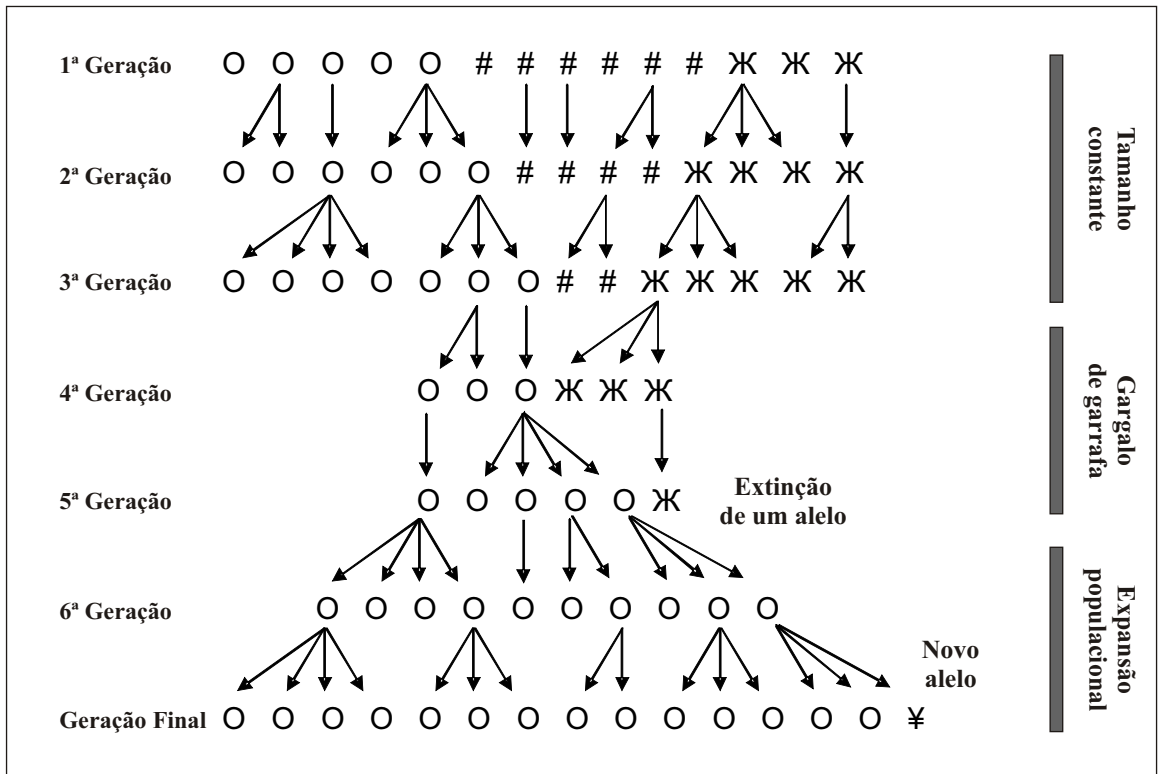 1ª Geração O O O O O # # # # # # Ж Ж Ж
2ª Geração O O O O O O # # # # Ж Ж Ж Ж
3ª Geração O O O O O O O # # Ж Ж Ж Ж Ж
Tamanho
constante
4ª Geração O O O Ж Ж Ж
5ª Geração O O O O O Ж
Extinção
de um alelo
Gargalo
de garrafa
6ª Geração O O O O O O O O O O
Novo
alelo
Geração Final O O O O O O O O O O O O O O ¥
Expansão
populacional